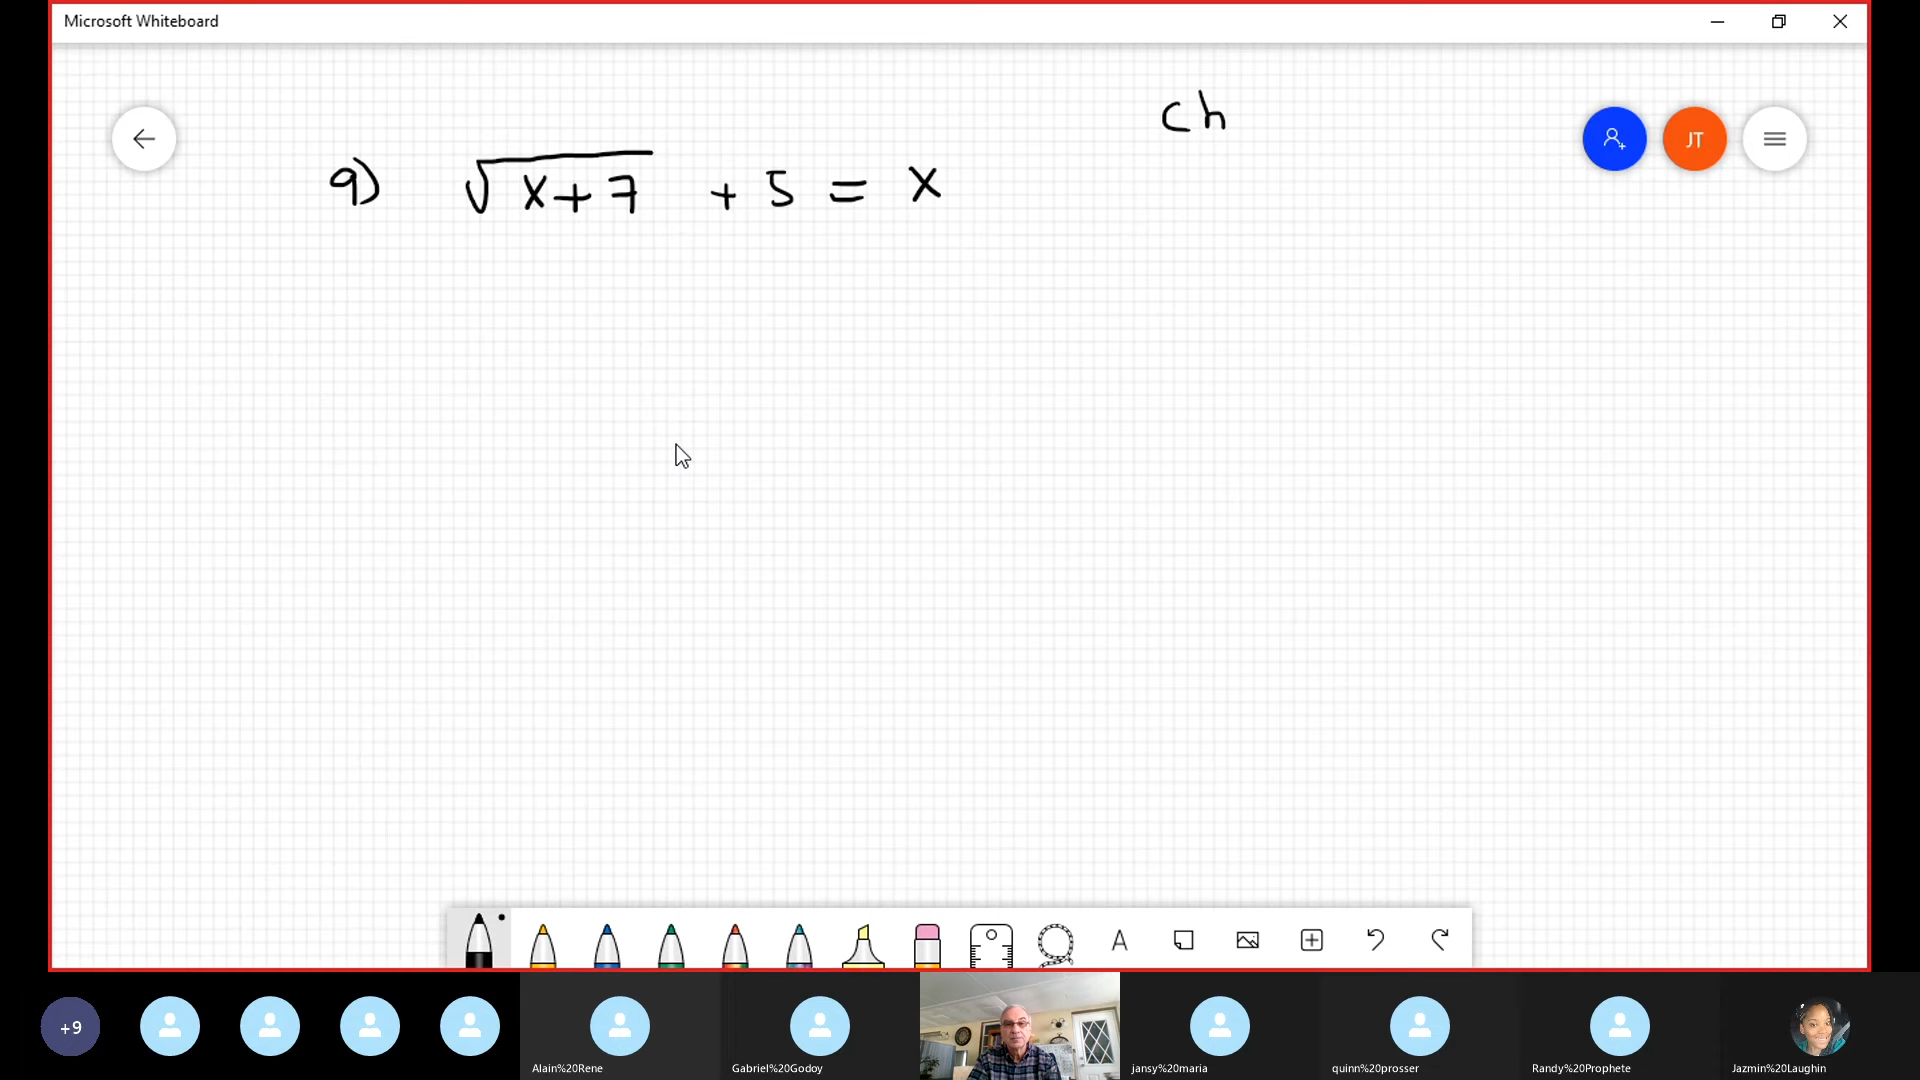 Microsoft Whiteboard
ch
9) √x+7 + 5 = x
JT
A
+9
Alain%20Rene
Gabriel%20Godoy
jansy%20maria
quinn%20prosser
Randy%20Prophete
Jazmin%20Laughin